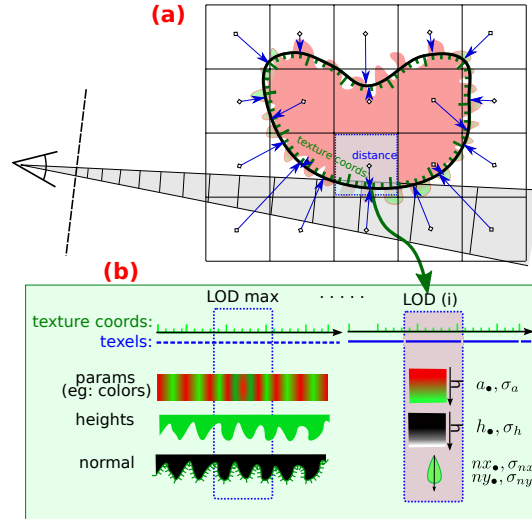 (a)
distance
texture coords
(b)
LOD max
· · · · ·
LOD (i)
texture coords:
texels:
params
(eg: colors)
h
a●, σa
heights
h
h●, σh
normal
nx●, σnx
ny●, σny